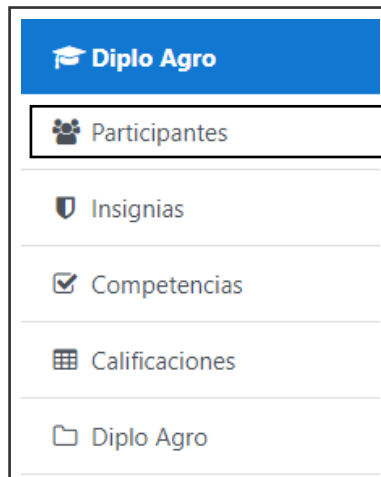 Diplo Agro
Participantes
Insignias
Competencias
Calificaciones
Diplo Agro